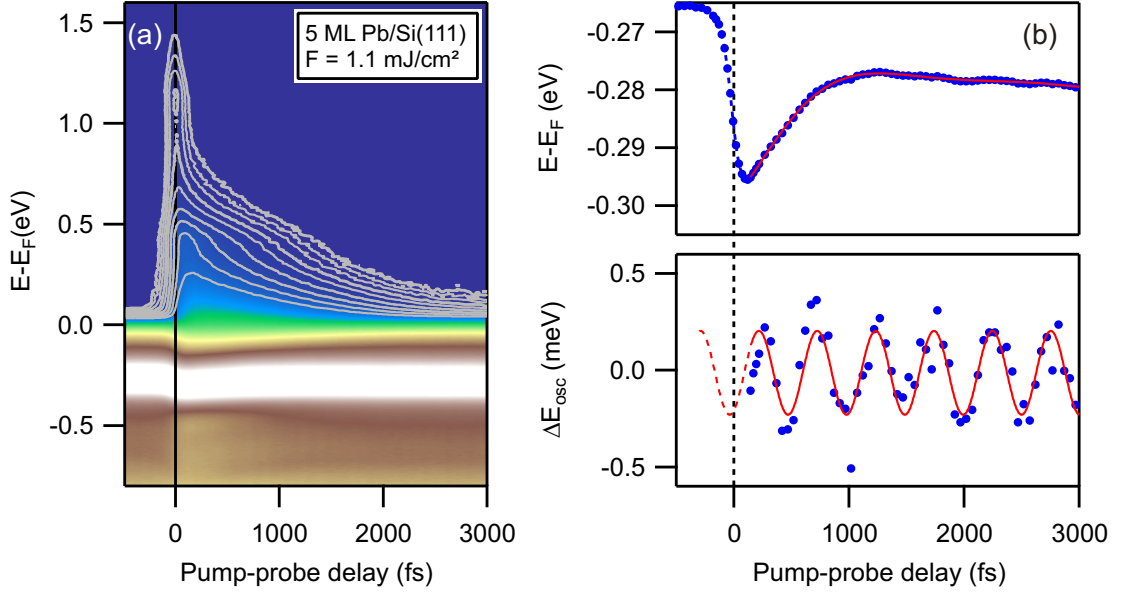 (a)
5 ML Pb/Si(111)
F = 1.1 mJ/cm²
E-E_F(eV)
1.5
1.0
0.5
0.0
-0.5
0
1000
2000
3000
Pump-probe delay (fs)
(b)
E-E_F (eV)
-0.27
-0.28
-0.29
-0.30
ΔE_osc (meV)
0.5
0.0
-0.5
0
1000
2000
3000
Pump-probe delay (fs)